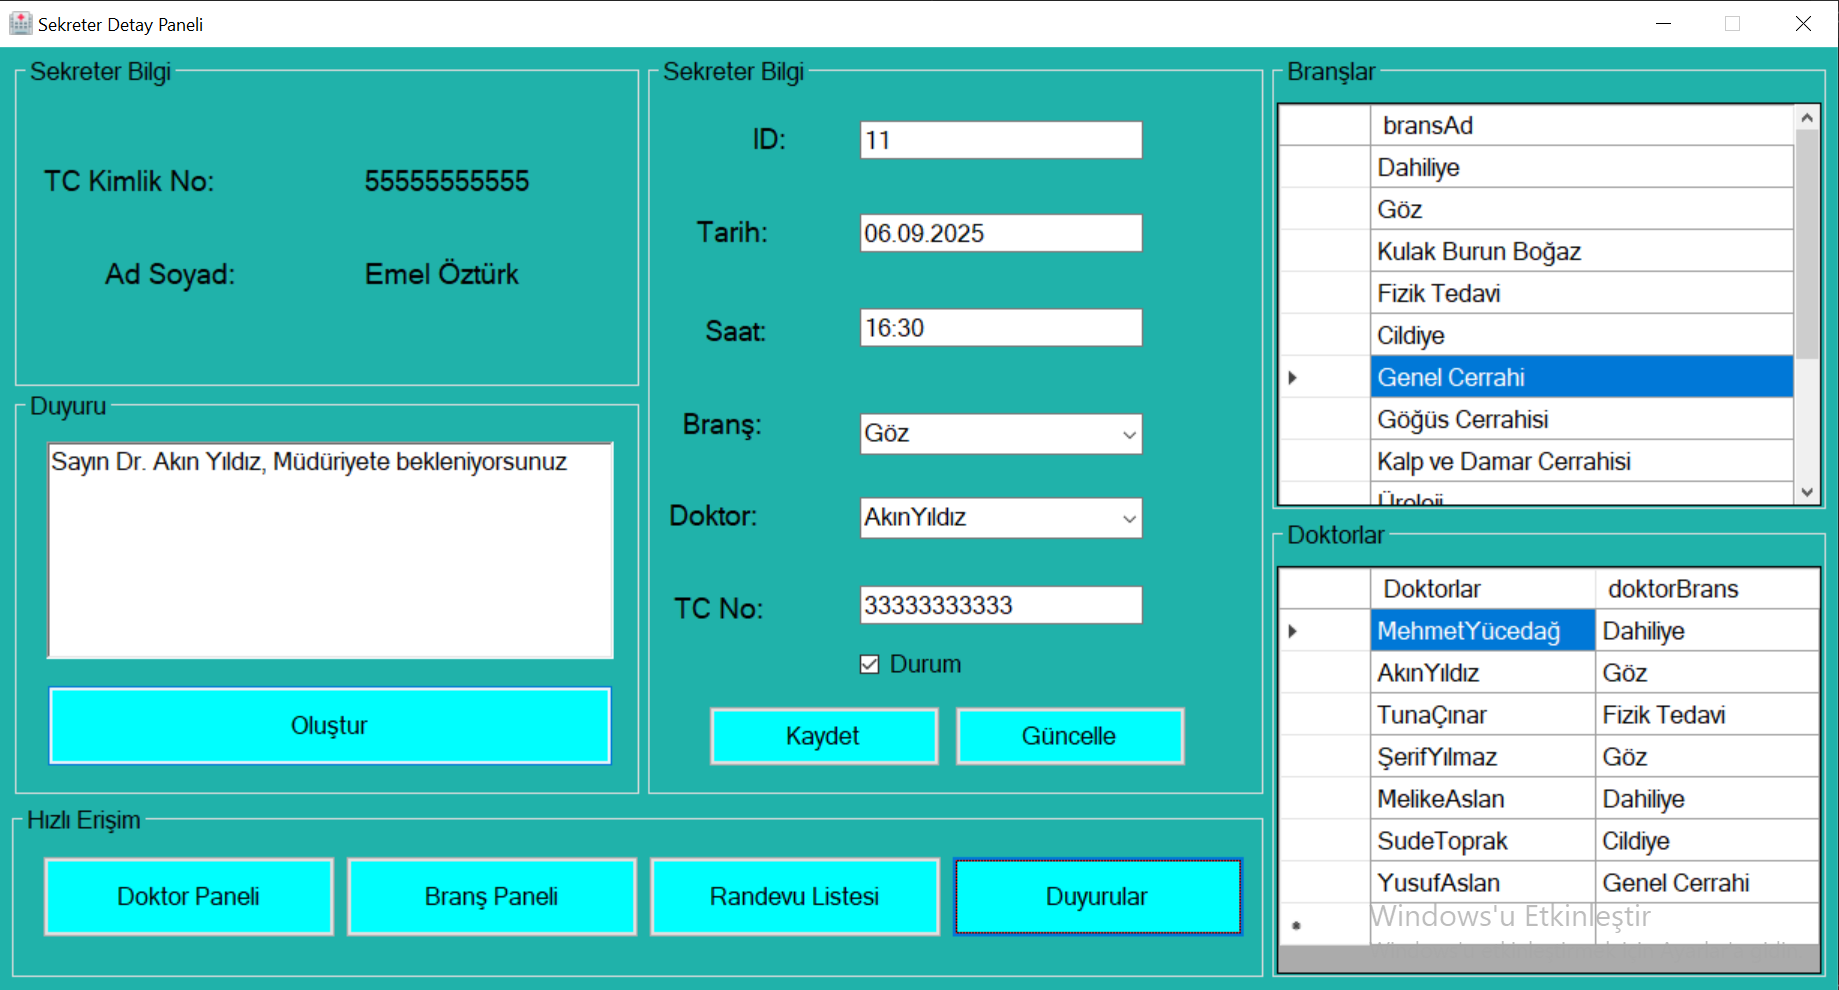 Sekreter Detay Paneli
Sekreter Bilgi
TC Kimlik No: 55555555555
Ad Soyad: Emel Öztürk
Duyuru
Sayın Dr. Akın Yıldız, Müdüriyete bekleniyorsunuz
Oluştur
Sekreter Bilgi
ID: 11
Tarih: 06.09.2025
Saat: 16:30
Branş: Göz
Doktor: AkınYıldız
TC No: 33333333333
Durum
Kaydet Güncelle
Hızlı Erişim
Doktor Paneli Branş Paneli Randevu Listesi Duyurular
Branşlar
bransAd
Dahiliye
Göz
Kulak Burun Boğaz
Fizik Tedavi
Cildiye
Genel Cerrahi
Göğüs Cerrahisi
Kalp ve Damar Cerrahisi
Üroloji
Doktorlar
Doktorlar doktorBrans
MehmetYücedağ Dahiliye
AkınYıldız Göz
TunaÇınar Fizik Tedavi
ŞerifYılmaz Göz
MelikeAslan Dahiliye
SudeToprak Cildiye
YusufAslan Genel Cerrahi
Windows'u Etkinleştir